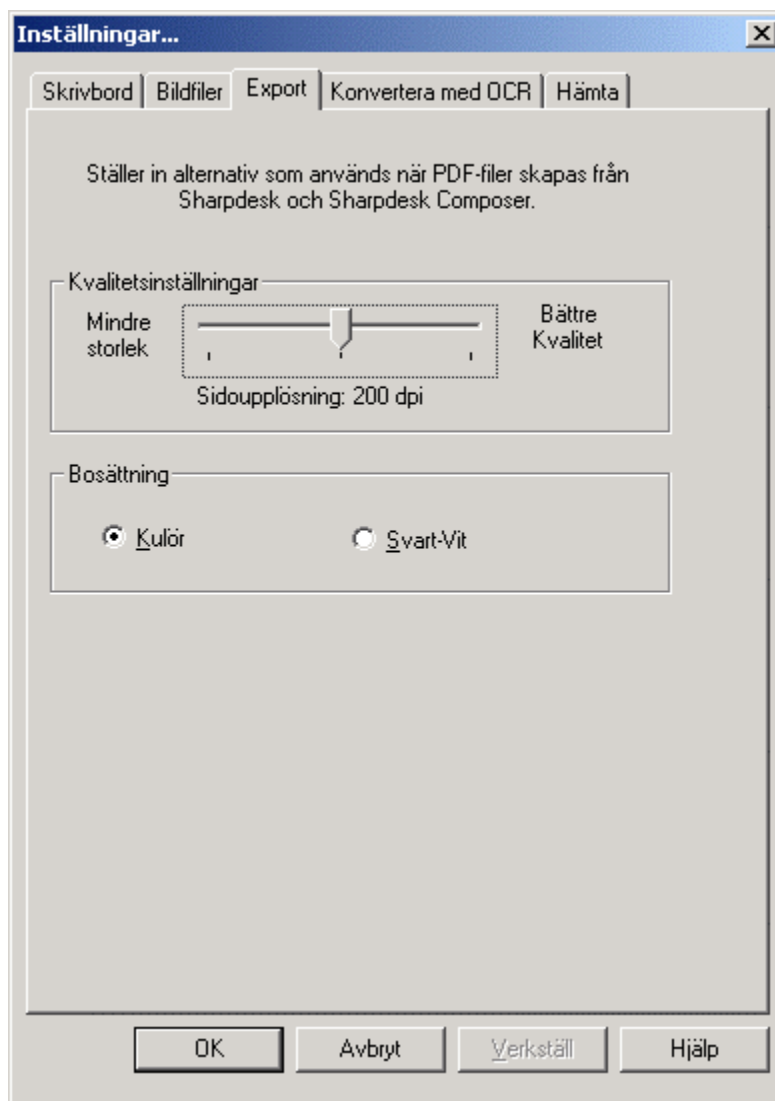 Inställningar...
Skrivbord Bildfiler Export Konvertera med OCR Hämta
Ställer in alternativ som används när PDF-filer skapas från
Sharpdesk och Sharpdesk Composer.
Kvalitetsinställningar
Mindre
storlek
Bättre
Kvalitet
Sidoupplösning: 200 dpi
Bosättning
Kulör Svart-Vit
OK Avbryt Verkställ Hjälp